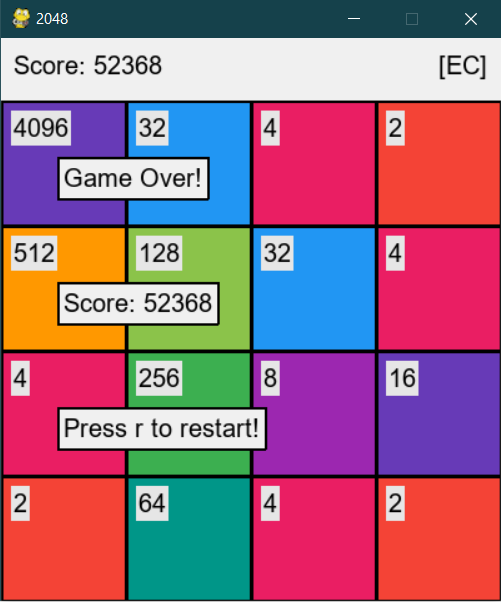 2048
Score: 52368 [EC]
4096 32 4 2
Game Over!
512 128 32 4
Score: 52368
4 256 8 16
Press r to restart!
2 64 4 2